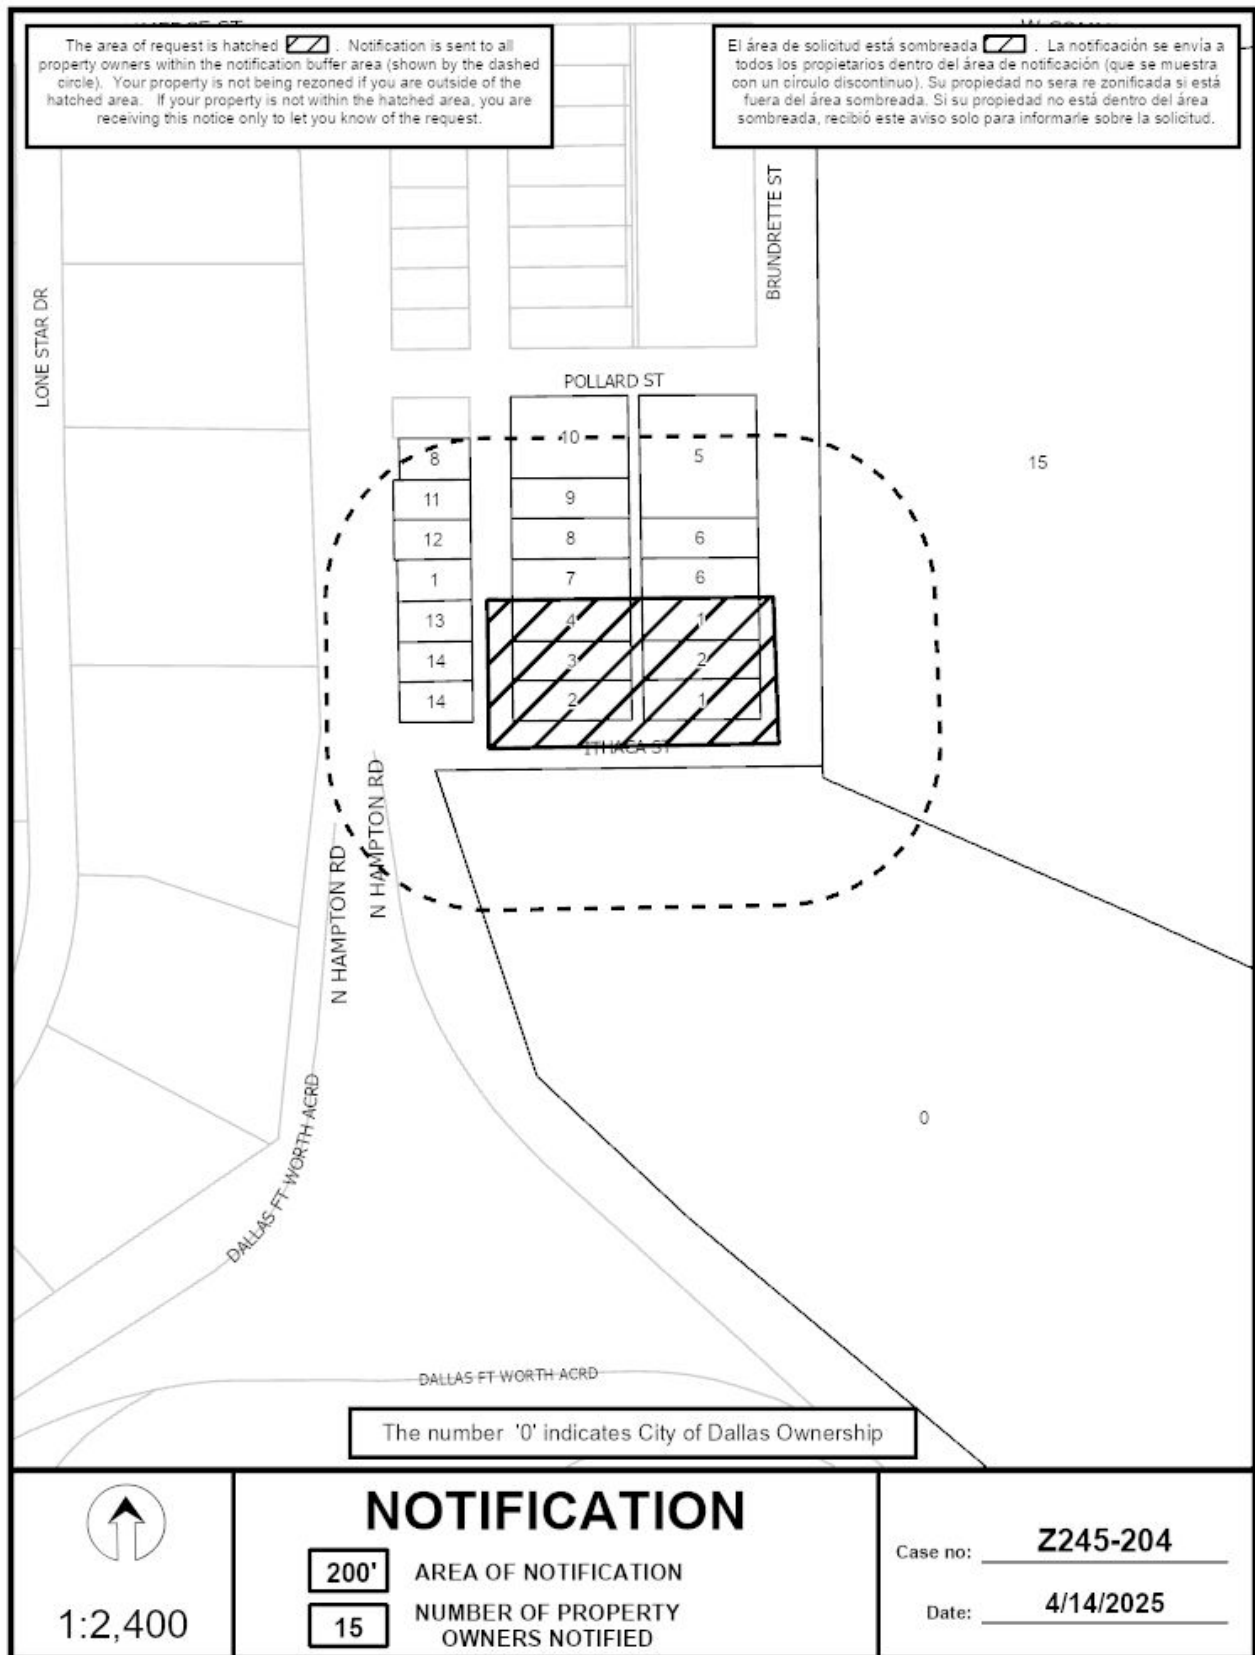 The area of request is hatched . Notification is sent to all
property owners within the notification buffer area (shown by the dashed
circle). Your property is not being rezoned if you are outside of the
hatched area. If your property is not within the hatched area, you are
receiving this notice only to let you know of the request.
El área de solicitud está sombreada . La notificación se envía a
todos los propietarios dentro del área de notificación (que se muestra
con un círculo discontinuo). Su propiedad no sera re zonificada si está
fuera del área sombreada. Si su propiedad no está dentro del área
sombreada, recibió este aviso solo para informarle sobre la solicitud.
BRUNDRETTE ST
LONE STAR DR
POLLARD ST
10
8
5
15
11
9
12
8
6
1
7
6
13
4
1
14
3
2
14
2
1
ITHACA ST
N HAMPTON RD
N HAMPTON RD
0
DALLAS FT WORTH ACRD
DALLAS FT WORTH ACRD
The number '0' indicates City of Dallas Ownership
1:2,400
NOTIFICATION
200' AREA OF NOTIFICATION
15 NUMBER OF PROPERTY
OWNERS NOTIFIED
Case no: Z245-204
Date: 4/14/2025